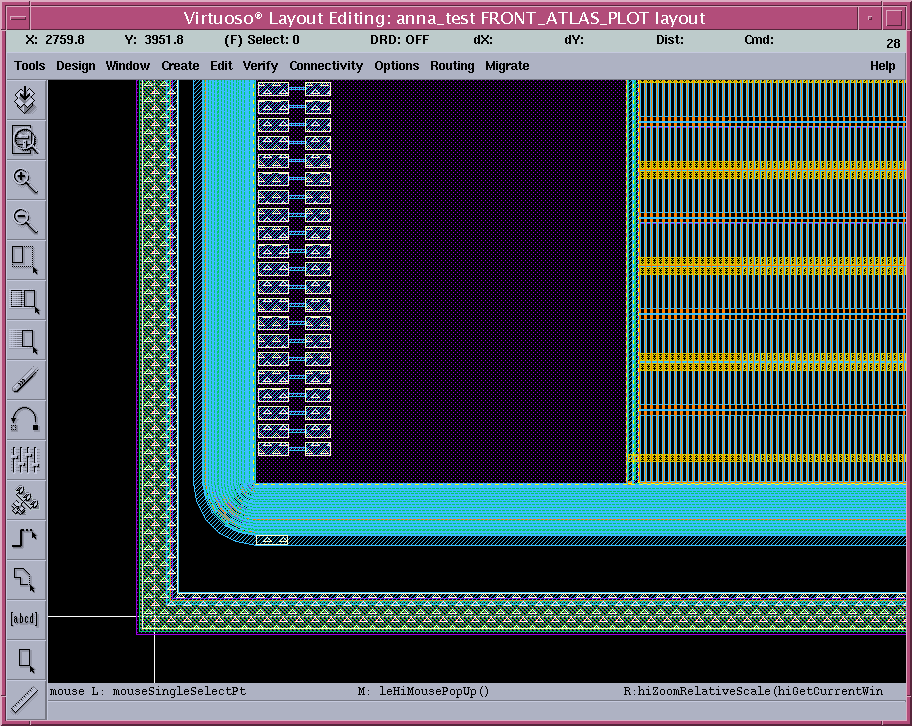 Virtuoso® Layout Editing: anna_test FRONT_ATLAS_PLOT layout
X: 2759.8 Y: 3951.8 (F) Select: 0 DRD: OFF dX: dY: Dist: Cmd: 28
Tools Design Window Create Edit Verify Connectivity Options Routing Migrate Help
[abcd]
mouse L: mouseSingleSelectPt M: leHiMousePopUp() R:hiZoomRelativeScale(hiGetCurrentWin